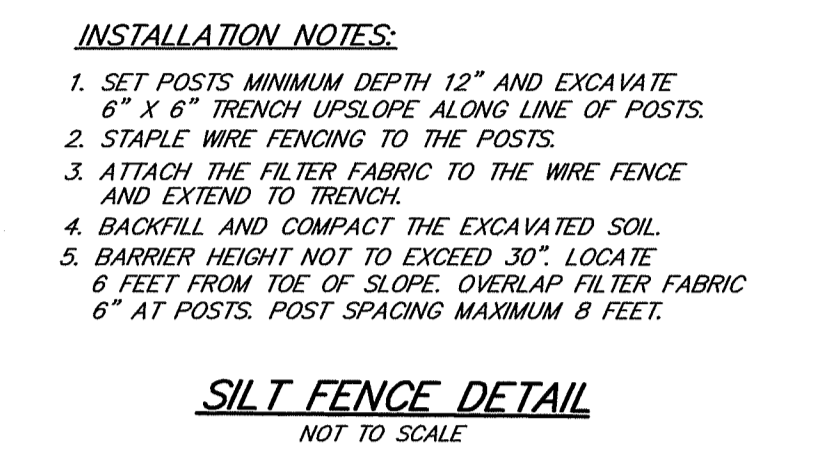 INSTALLATION NOTES:
1. SET POSTS MINIMUM DEPTH 12" AND EXCAVATE
6" X 6" TRENCH UPSLOPE ALONG LINE OF POSTS.
2. STAPLE WIRE FENCING TO THE POSTS.
3. ATTACH THE FILTER FABRIC TO THE WIRE FENCE
AND EXTEND TO TRENCH.
4. BACKFILL AND COMPACT THE EXCAVATED SOIL.
5. BARRIER HEIGHT NOT TO EXCEED 30". LOCATE
6 FEET FROM TOE OF SLOPE. OVERLAP FILTER FABRIC
6" AT POSTS. POST SPACING MAXIMUM 8 FEET.
SILT FENCE DETAIL
NOT TO SCALE